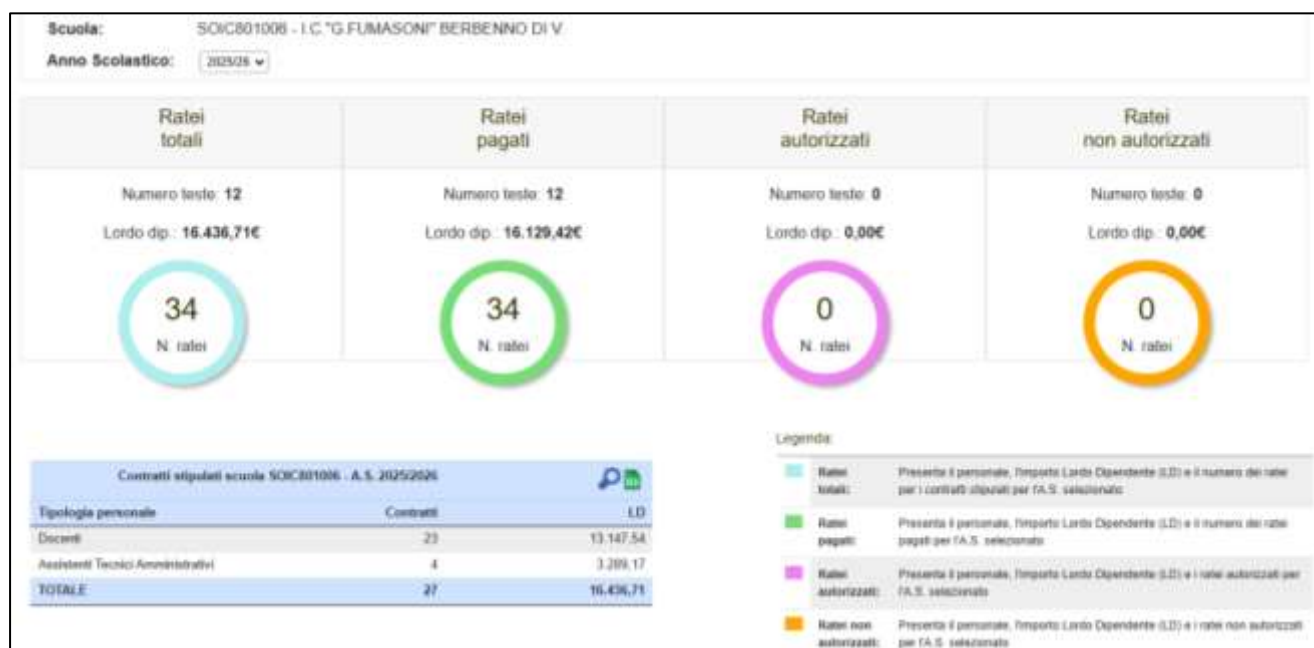 Scuola: SOIC801006 - I.C."G.FUMASONI" BERBENNO DI V.
Anno Scolastico: 2025/26
Ratei
totali
Ratei
pagati
Ratei
autorizzati
Ratei
non autorizzati
Numero teste: 12
Numero teste: 12
Numero teste: 0
Numero teste: 0
Lordo dip.: 16.436,71€
Lordo dip.: 16.129,42€
Lordo dip.: 0,00€
Lordo dip.: 0,00€
34
N. ratei
34
N. ratei
0
N. ratei
0
N. ratei
Contratti stipulati scuola SOIC801006 - A.S. 2025/2026
Tipologia personale Contratti LD
Docenti 23 13.147,54
Assistenti Tecnici Amministrativi 4 3.289,17
TOTALE 27 16.436,71
Legenda:
Ratei
totali:
Presenta il personale, l'importo Lordo Dipendente (LD) e il numero dei ratei
per i contratti stipulati per l'A.S. selezionato
Ratei
pagati:
Presenta il personale, l'importo Lordo Dipendente (LD) e il numero dei ratei
pagati per l'A.S. selezionato
Ratei
autorizzati:
Presenta il personale, l'importo Lordo Dipendente (LD) e i ratei autorizzati per
l'A.S. selezionato
Ratei non
autorizzati:
Presenta il personale, l'importo Lordo Dipendente (LD) e i ratei non autorizzati
per l'A.S. selezionato